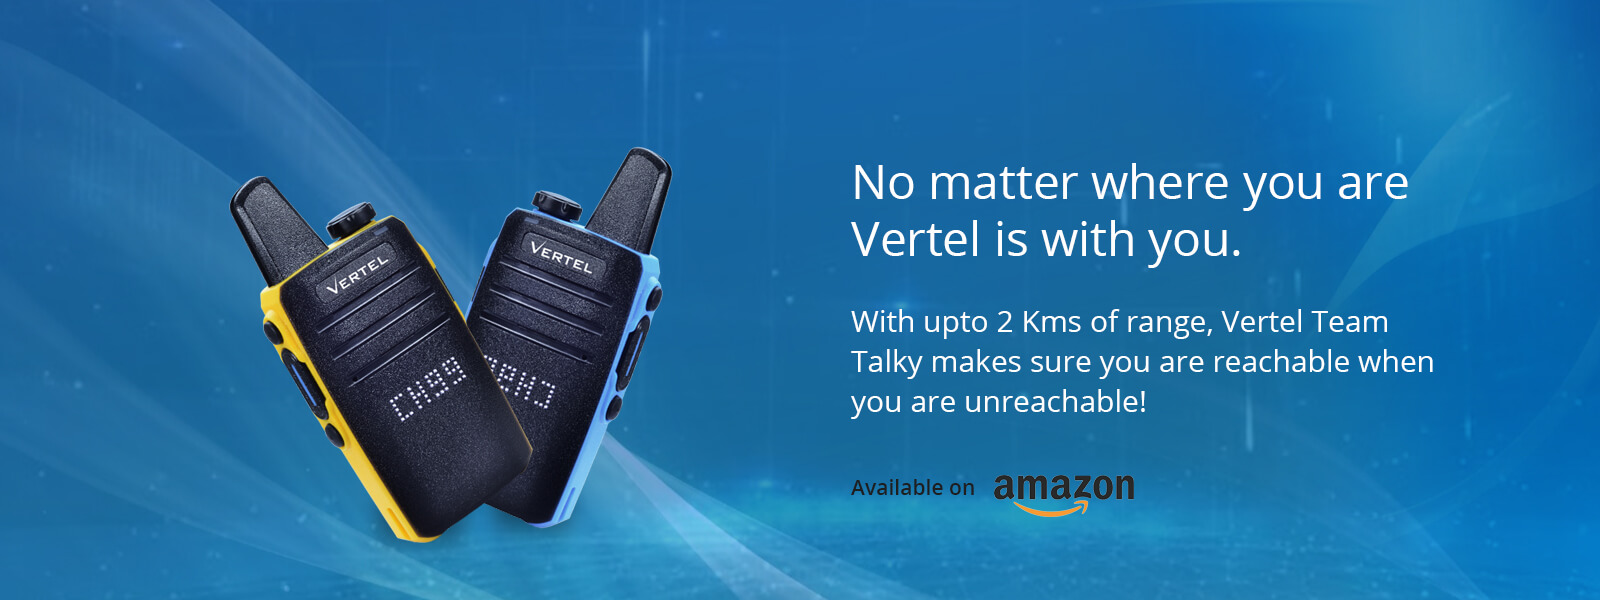 VERTEL
VERTEL
CH99
No matter where you are
Vertel is with you.
With upto 2 Kms of range, Vertel Team
Talky makes sure you are reachable when
you are unreachable!
Available on amazon